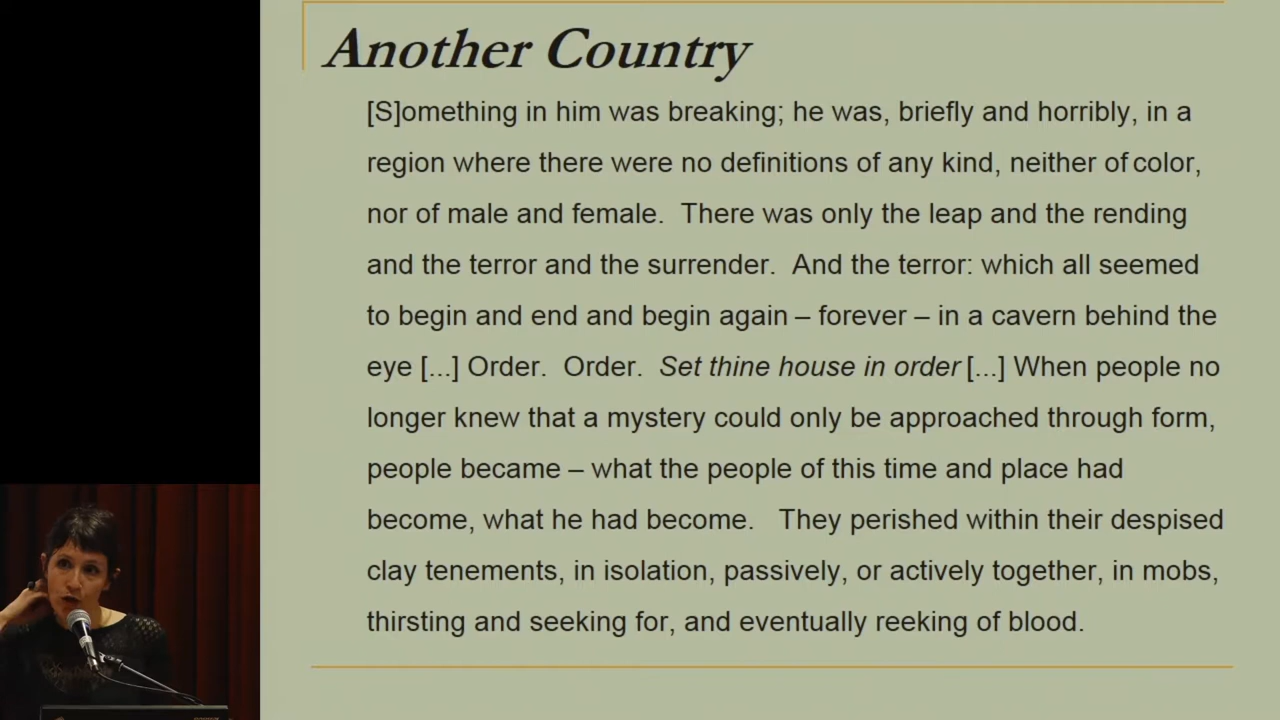 Another Country
[S]omething in him was breaking; he was, briefly and horribly, in a
region where there were no definitions of any kind, neither of color,
nor of male and female.  There was only the leap and the rending
and the terror and the surrender.  And the terror: which all seemed
to begin and end and begin again – forever – in a cavern behind the
eye [...] Order.  Order.  Set thine house in order [...] When people no
longer knew that a mystery could only be approached through form,
people became – what the people of this time and place had
become, what he had become.   They perished within their despised
clay tenements, in isolation, passively, or actively together, in mobs,
thirsting and seeking for, and eventually reeking of blood.